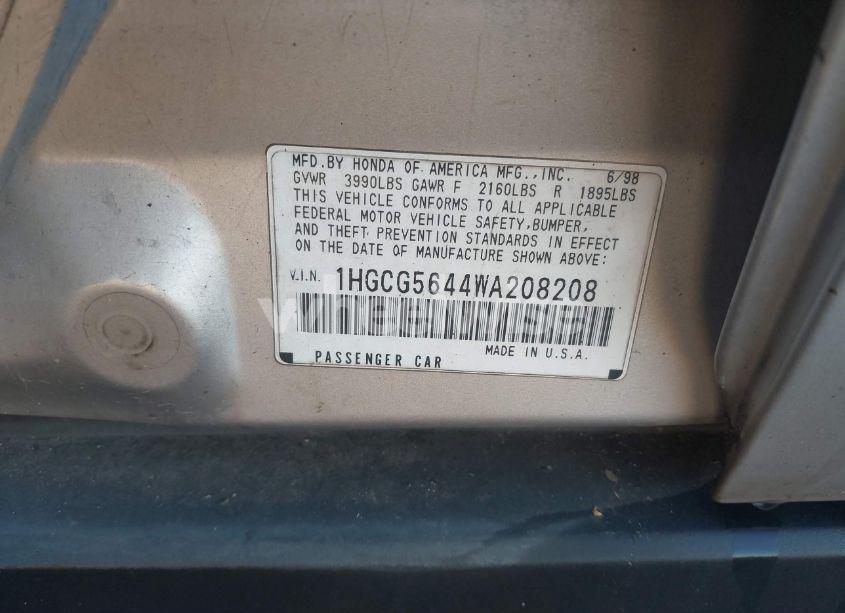 MFD.BY HONDA OF AMERICA MFG.,INC. 6/98
GVWR 3990LBS GAWR F 2160LBS R 1895LBS
THIS VEHICLE CONFORMS TO ALL APPLICABLE
FEDERAL MOTOR VEHICLE SAFETY,BUMPER,
AND THEFT PREVENTION STANDARDS IN EFFECT
ON THE DATE OF MANUFACTURE SHOWN ABOVE:
V.I.N. 1HGCG5644WA208208
PASSENGER CAR MADE IN U.S.A.